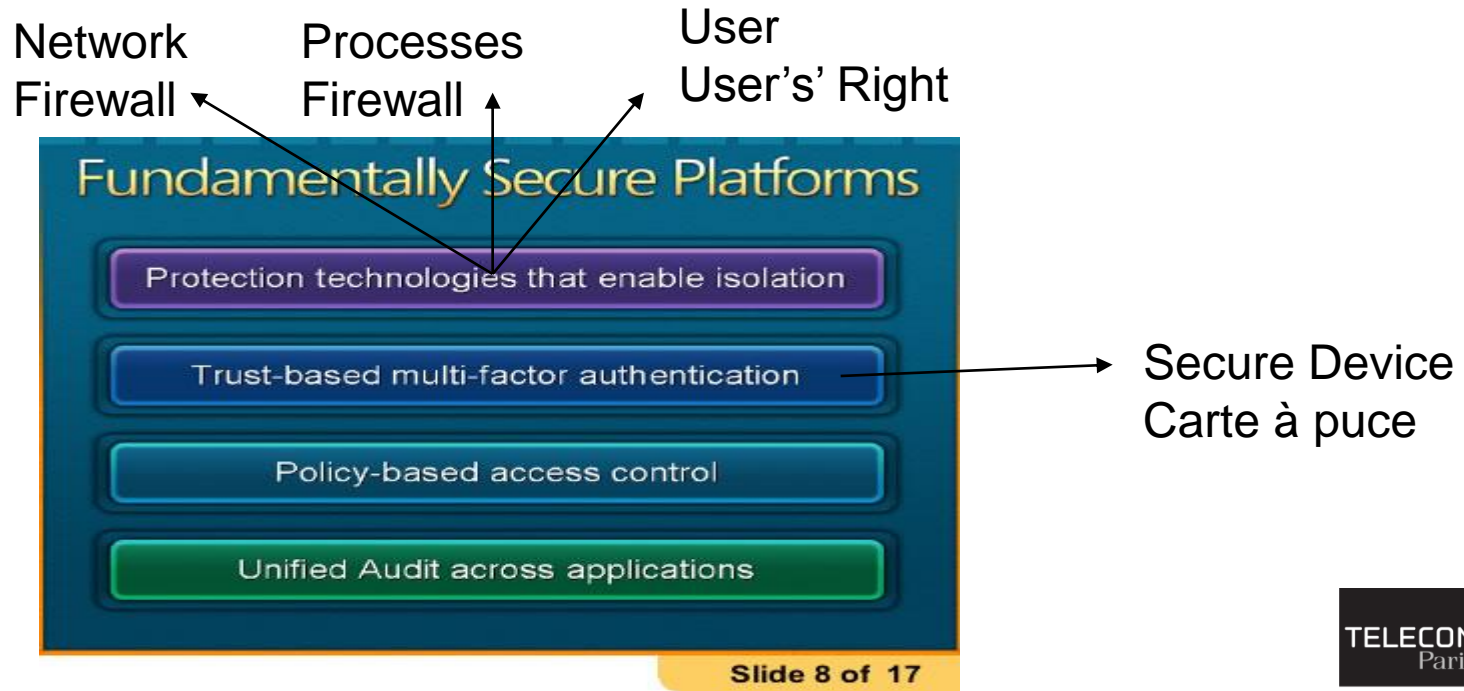 Network
Firewall
Processes
Firewall
User
User’s’ Right
Fundamentally Secure Platforms
Protection technologies that enable isolation
Trust-based multi-factor authentication
Policy-based access control
Unified Audit across applications
Secure Device
Carte à puce
Slide 8 of 17